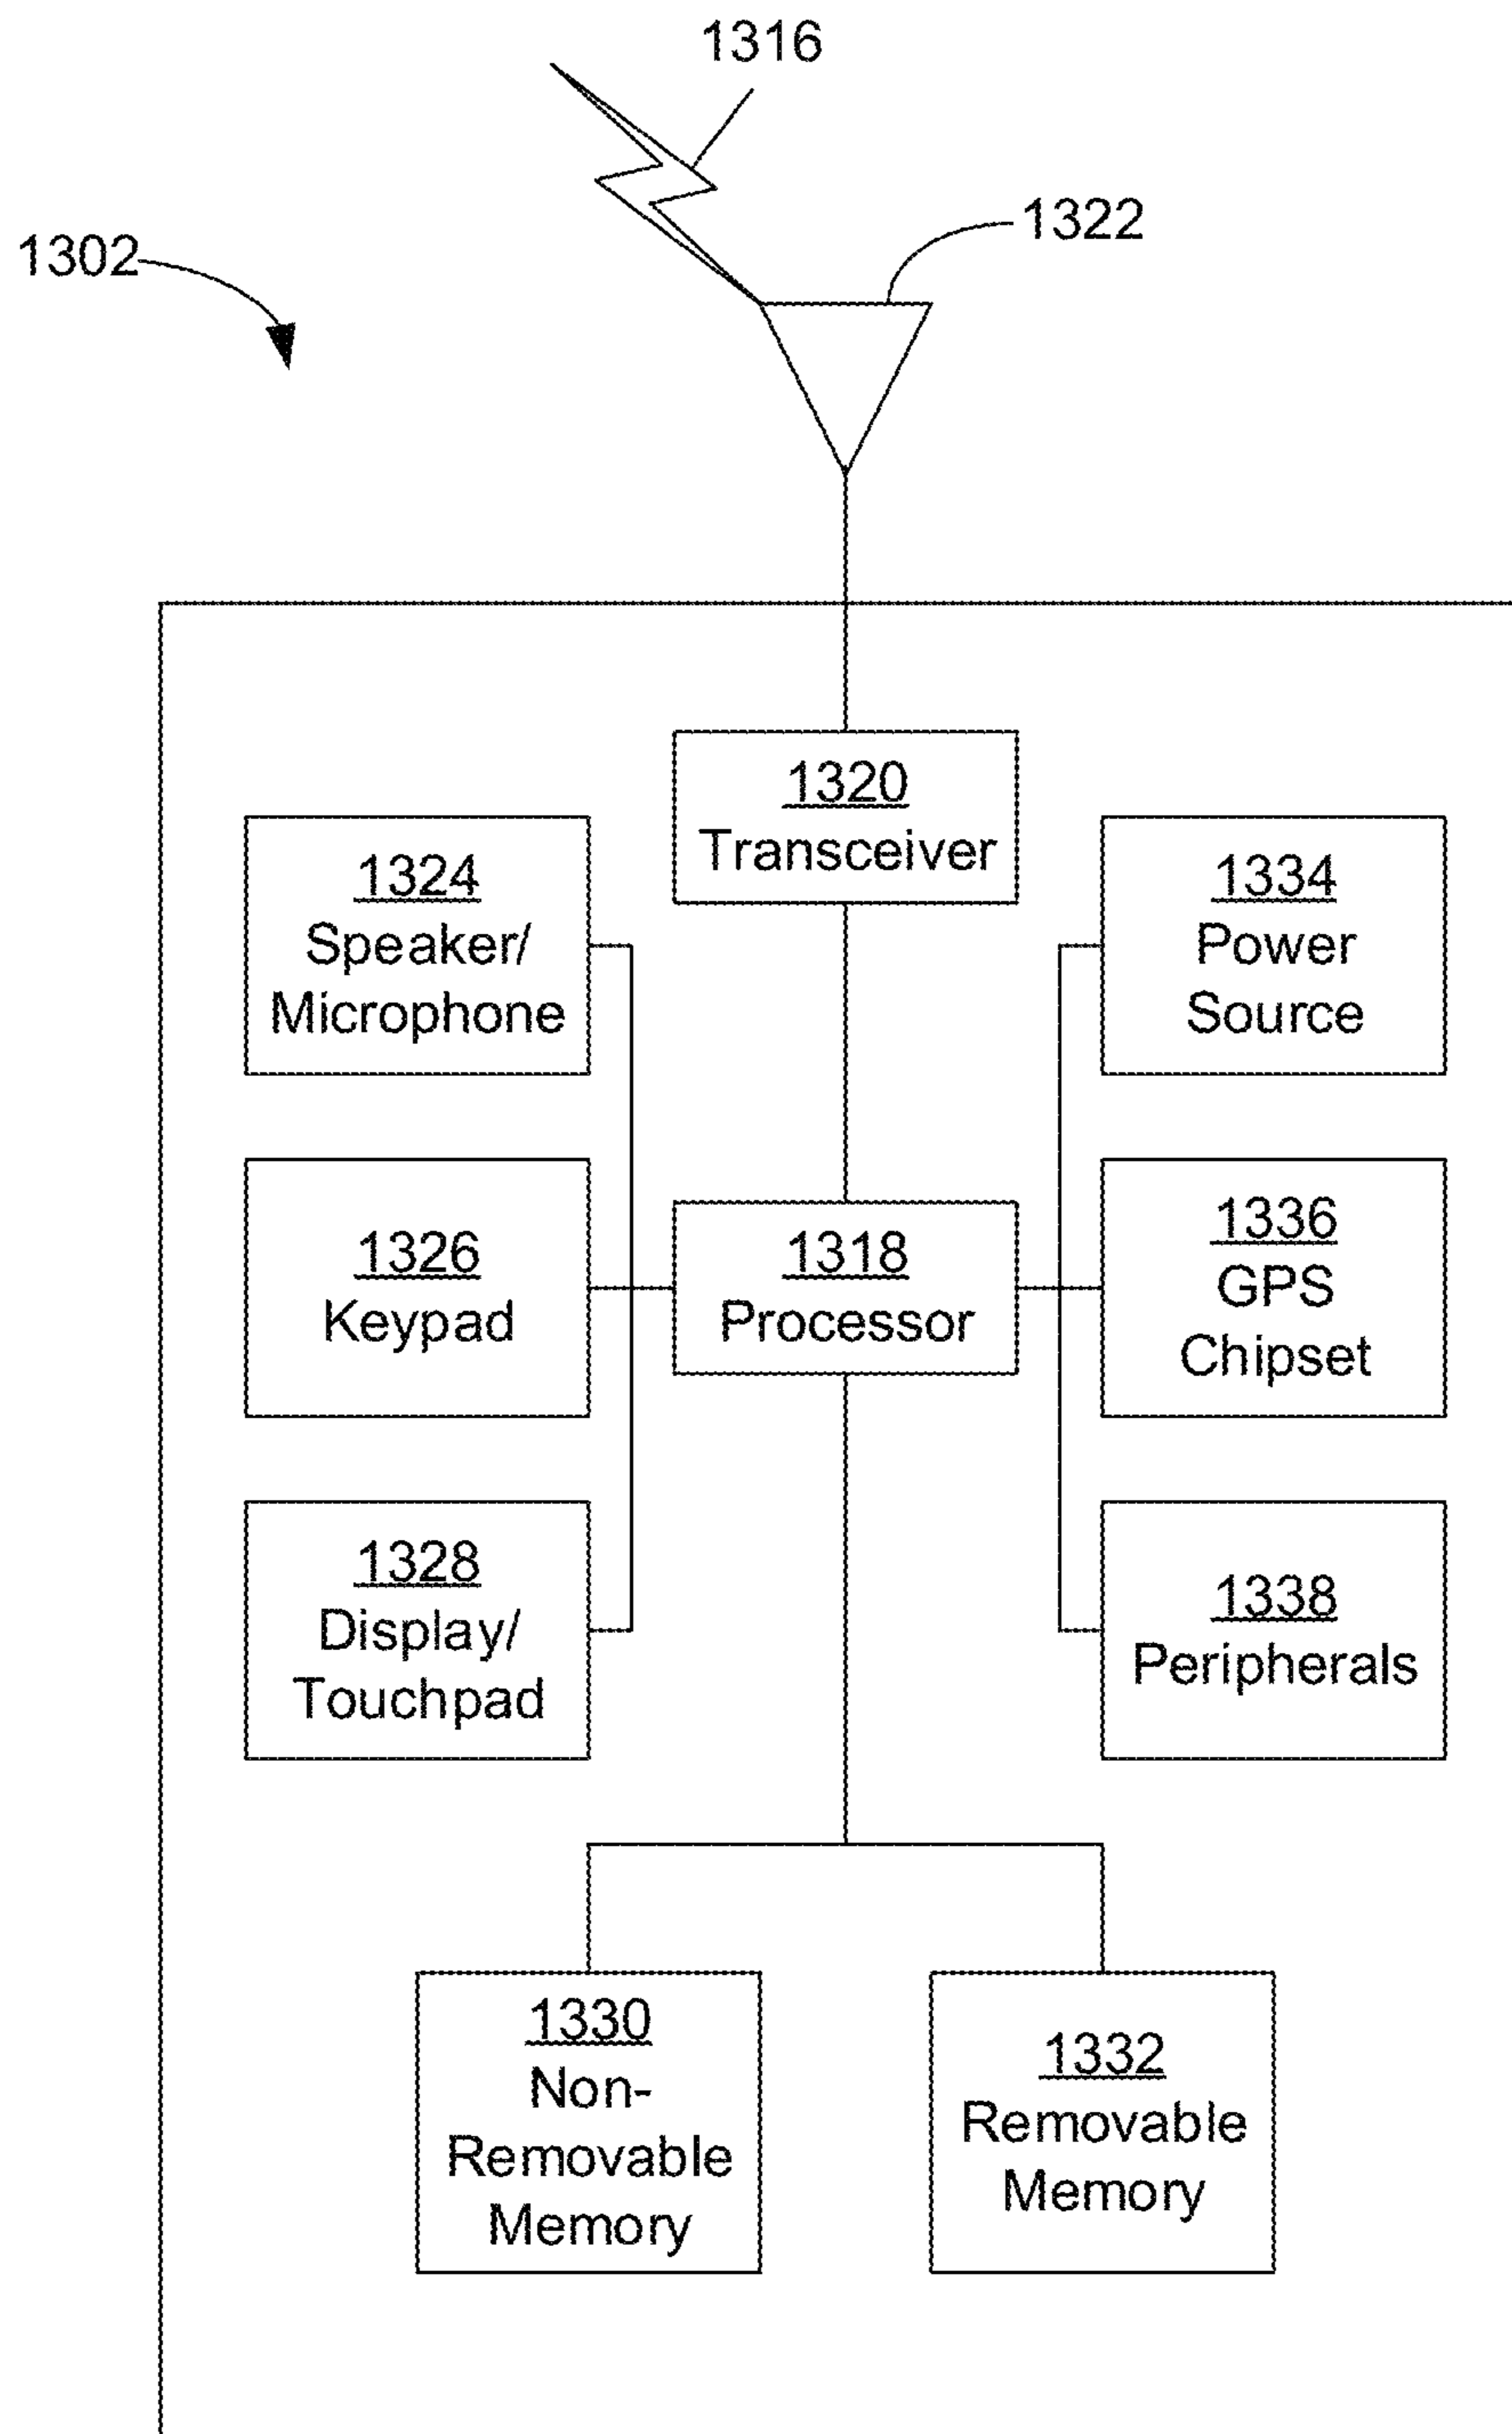 1316
1322
1302
1320
Transceiver
1324
Speaker/
Microphone
1334
Power
Source
1326
Keypad
1318
Processor
1336
GPS
Chipset
1328
Display/
Touchpad
1338
Peripherals
1330
Non-
Removable
Memory
1332
Removable
Memory